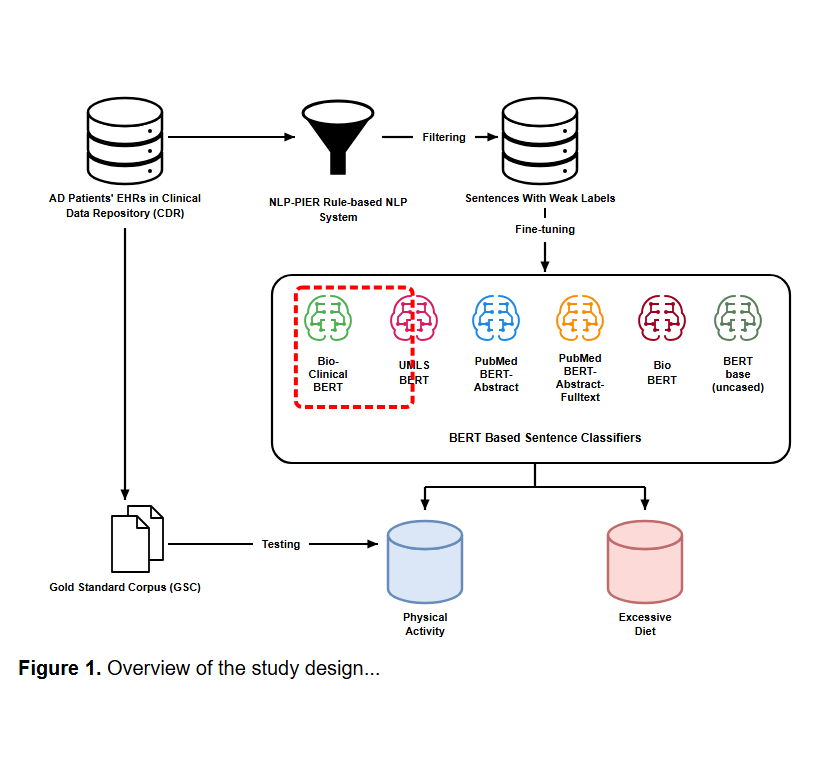 Filtering
AD Patients' EHRs in Clinical
Data Repository (CDR)
NLP-PIER Rule-based NLP
System
Sentences With Weak Labels
Fine-tuning
Bio-
Clinical
BERT
UMLS
BERT
PubMed
BERT-
Abstract
PubMed
BERT-
Abstract-
Fulltext
Bio
BERT
BERT
base
(uncased)
BERT Based Sentence Classifiers
Testing
Gold Standard Corpus (GSC)
Physical
Activity
Excessive
Diet
Figure 1. Overview of the study design...